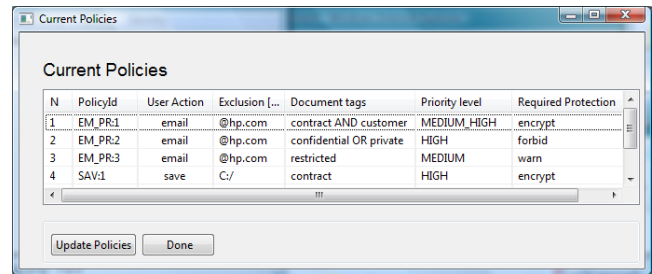 Current Policies
Current Policies
N PolicyId User Action Exclusion [... Document tags Priority level Required Protection
1 EM_PR:1 email @hp.com contract AND customer MEDIUM_HIGH encrypt
2 EM_PR:2 email @hp.com confidential OR private HIGH forbid
3 EM_PR:3 email @hp.com restricted MEDIUM warn
4 SAV:1 save C:/ contract HIGH encrypt
Update Policies Done